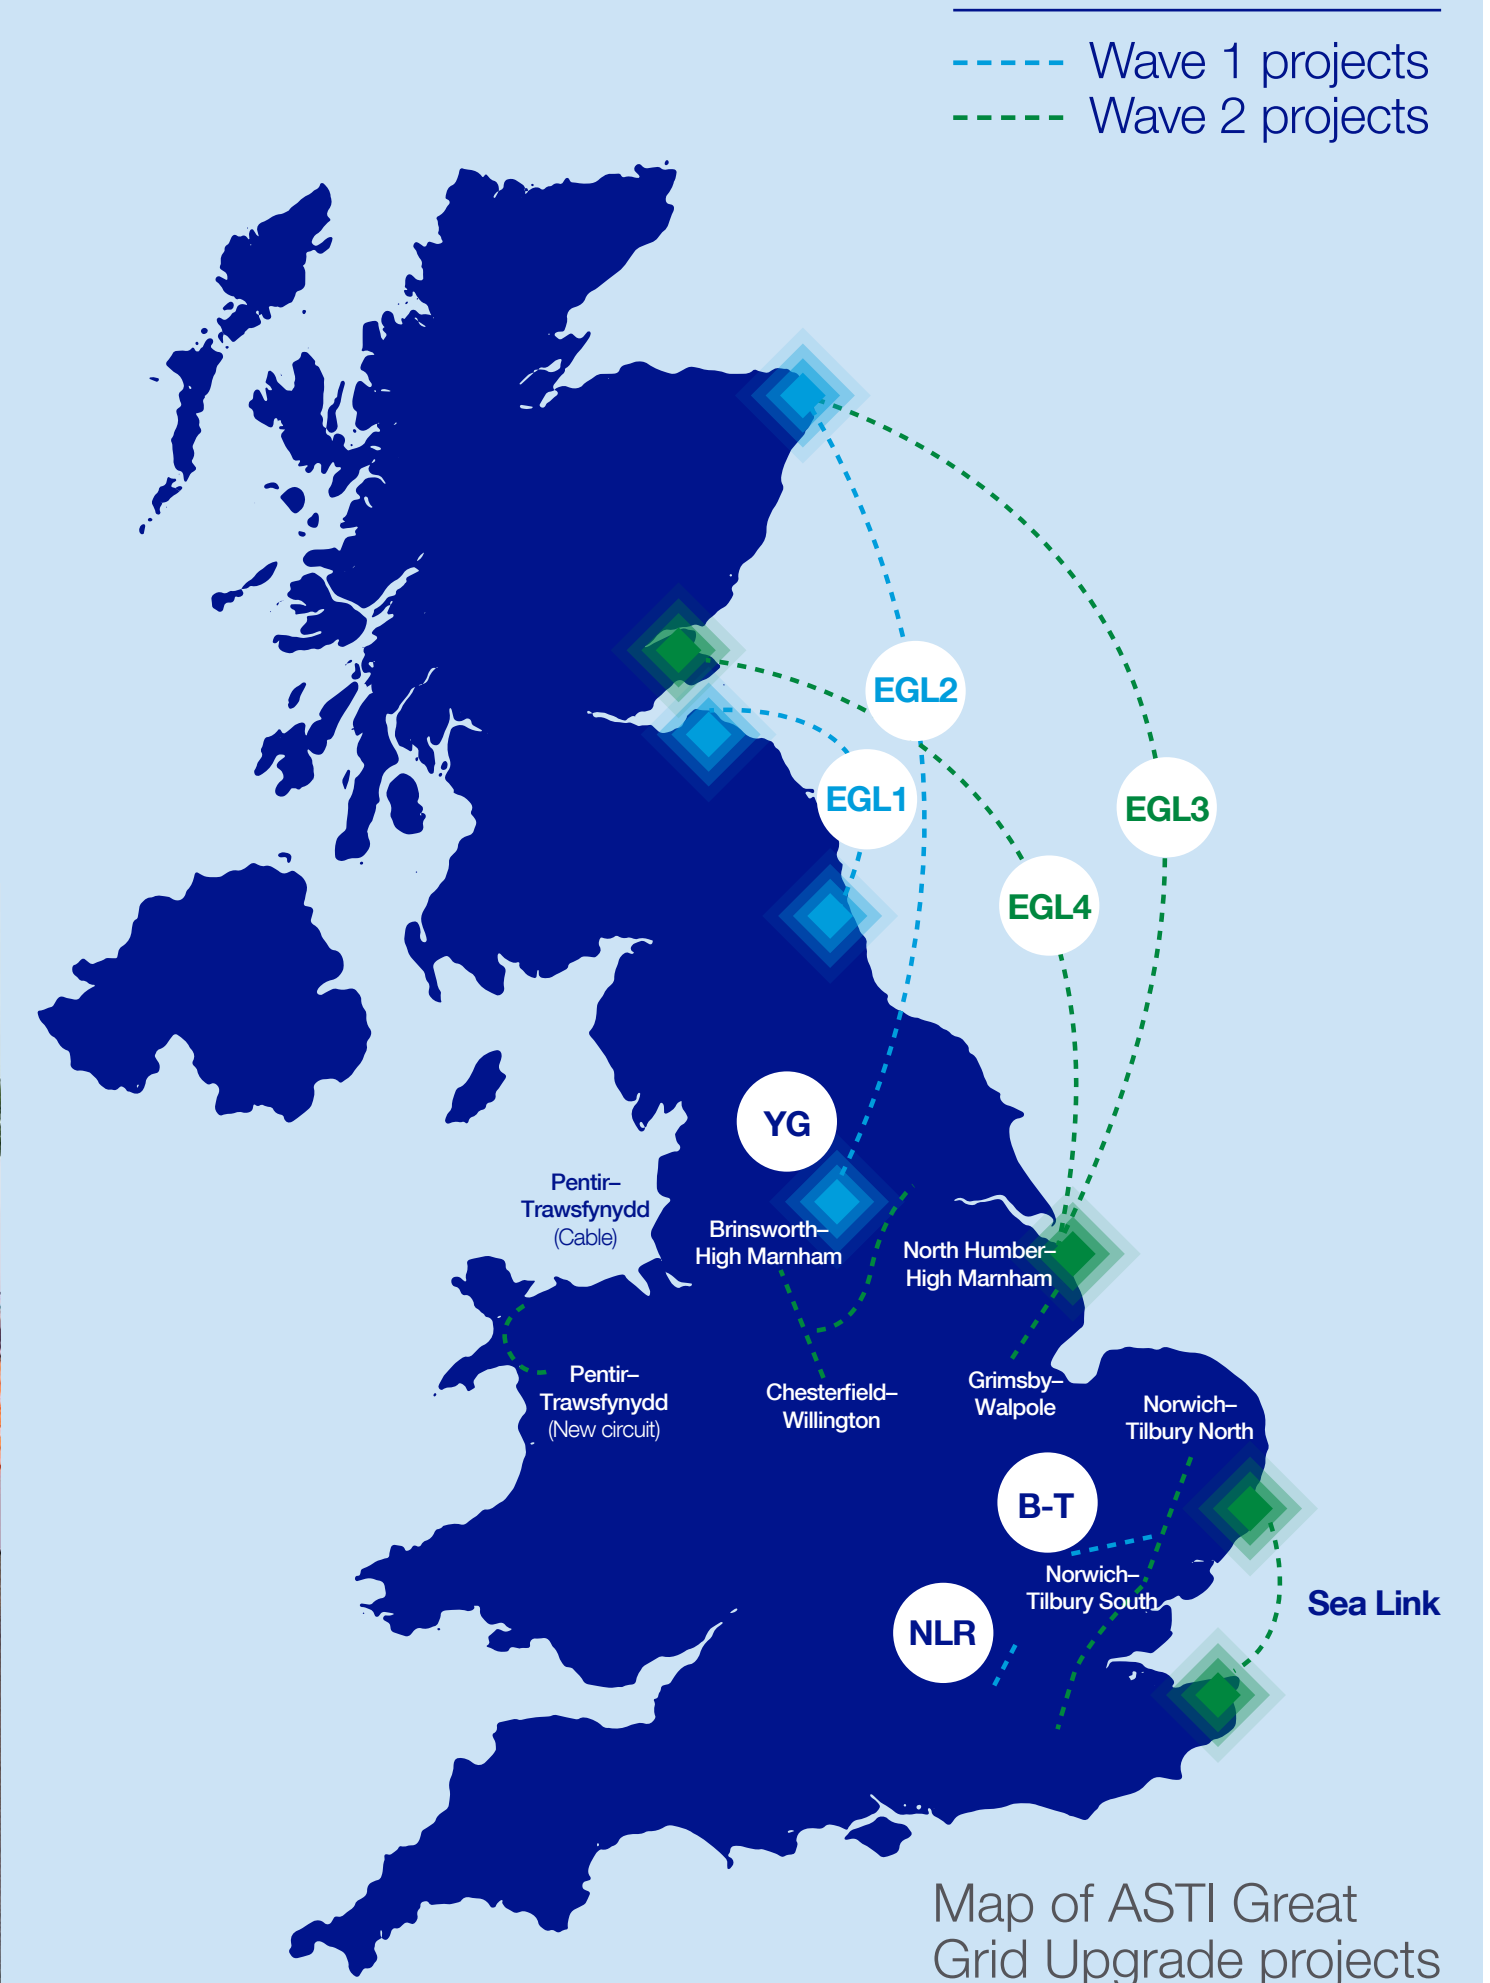 Wave 1 projects
Wave 2 projects
EGL2
EGL1
EGL3
EGL4
YG
Pentir–
Trawsfynydd
(Cable)
Brinsworth–
High Marnham
North Humber–
High Marnham
Pentir–
Trawsfynydd
(New circuit)
Chesterfield–
Willington
Grimsby–
Walpole
Norwich–
Tilbury North
B-T
Norwich–
Tilbury South
Sea Link
NLR
Map of ASTI Great
Grid Upgrade projects